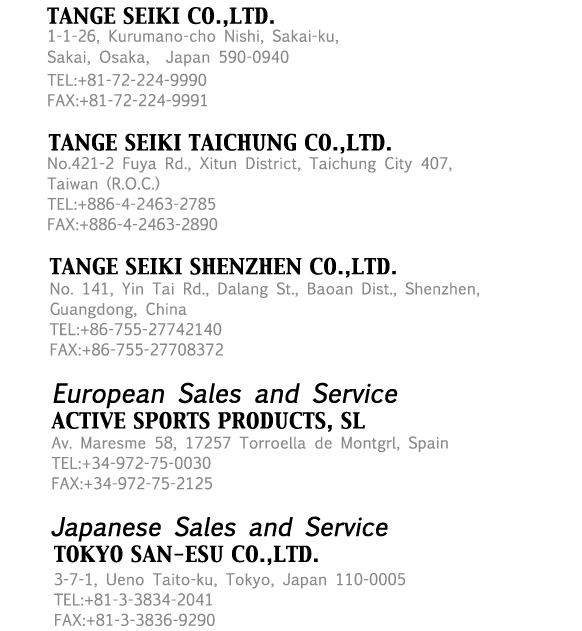 TANGE SEIKI CO.,LTD.
1-1-26, Kurumano-cho Nishi, Sakai-ku,
Sakai, Osaka, Japan 590-0940
TEL:+81-72-224-9990
FAX:+81-72-224-9991
TANGE SEIKI TAICHUNG CO.,LTD.
No.421-2 Fuya Rd., Xitun District, Taichung City 407,
Taiwan (R.O.C.)
TEL:+886-4-2463-2785
FAX:+886-4-2463-2890
TANGE SEIKI SHENZHEN CO.,LTD.
No. 141, Yin Tai Rd., Dalang St., Baoan Dist., Shenzhen,
Guangdong, China
TEL:+86-755-27742140
FAX:+86-755-27708372
European Sales and Service
ACTIVE SPORTS PRODUCTS, SL
Av. Maresme 58, 17257 Torroella de Montgrl, Spain
TEL:+34-972-75-0030
FAX:+34-972-75-2125
Japanese Sales and Service
TOKYO SAN-ESU CO.,LTD.
3-7-1, Ueno Taito-ku, Tokyo, Japan 110-0005
TEL:+81-3-3834-2041
FAX:+81-3-3836-9290